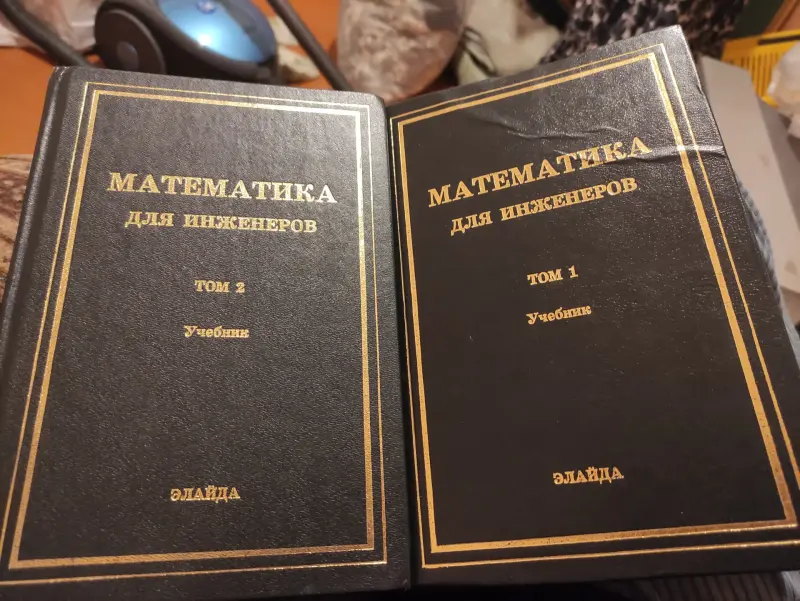 МАТЕМАТИКА
ДЛЯ ИНЖЕНЕРОВ
ТОМ 2
Учебник
ЭЛАЙДА
МАТЕМАТИКА
ДЛЯ ИНЖЕНЕРОВ
ТОМ 1
Учебник
ЭЛАЙДА